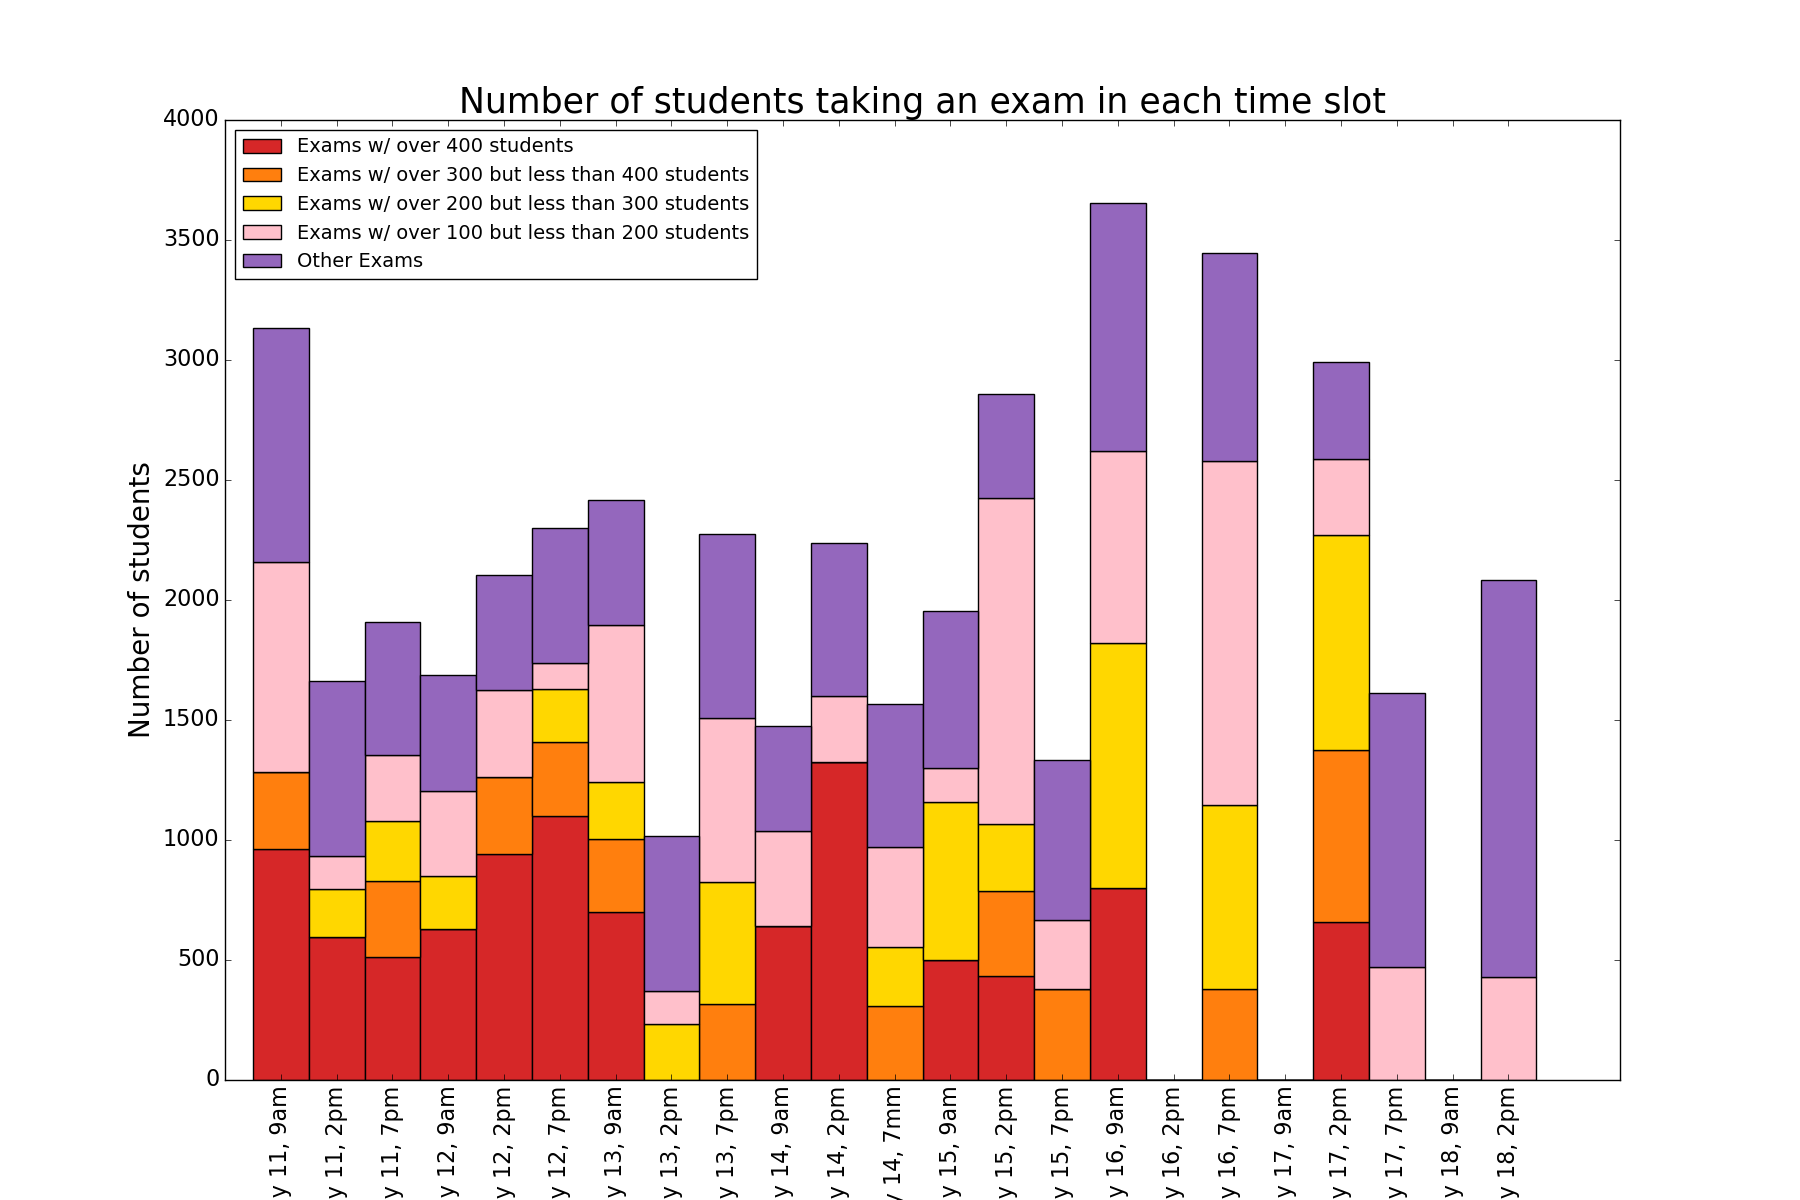 Number of students taking an exam in each time slot
4000
3500
3000
2500
2000
1500
1000
500
0
Number of students
Exams w/ over 400 students
Exams w/ over 300 but less than 400 students
Exams w/ over 200 but less than 300 students
Exams w/ over 100 but less than 200 students
Other Exams
y 11, 9am
y 11, 2pm
y 11, 7pm
y 12, 9am
y 12, 2pm
y 12, 7pm
y 13, 9am
y 13, 2pm
y 13, 7pm
y 14, 9am
y 14, 2pm
y 14, 7mm
y 15, 9am
y 15, 2pm
y 15, 7pm
y 16, 9am
y 16, 2pm
y 16, 7pm
y 17, 9am
y 17, 2pm
y 17, 7pm
y 18, 9am
y 18, 2pm